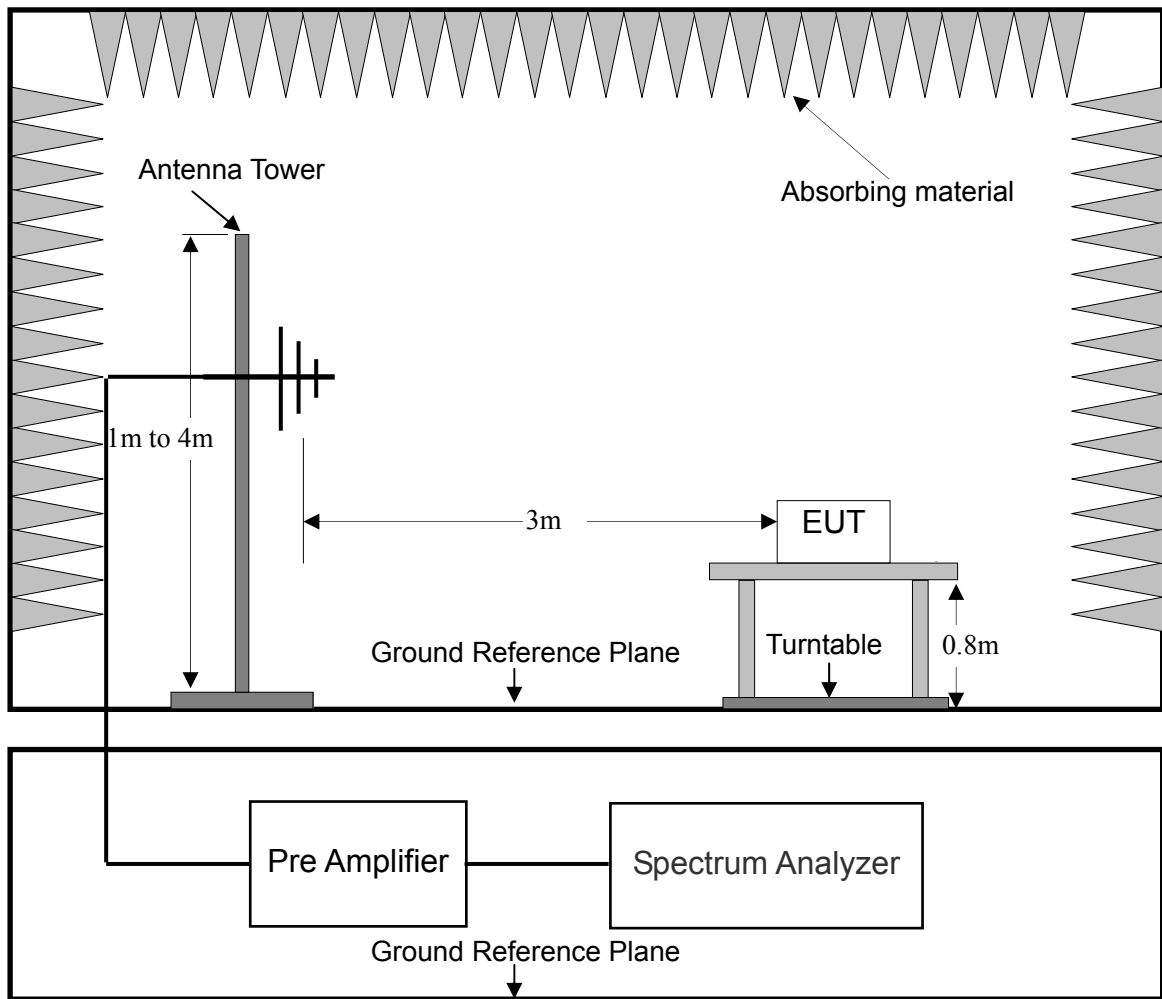 Antenna Tower
Absorbing material
1m to 4m
3m
EUT
Ground Reference Plane
Turntable
0.8m
Pre Amplifier
Spectrum Analyzer
Ground Reference Plane